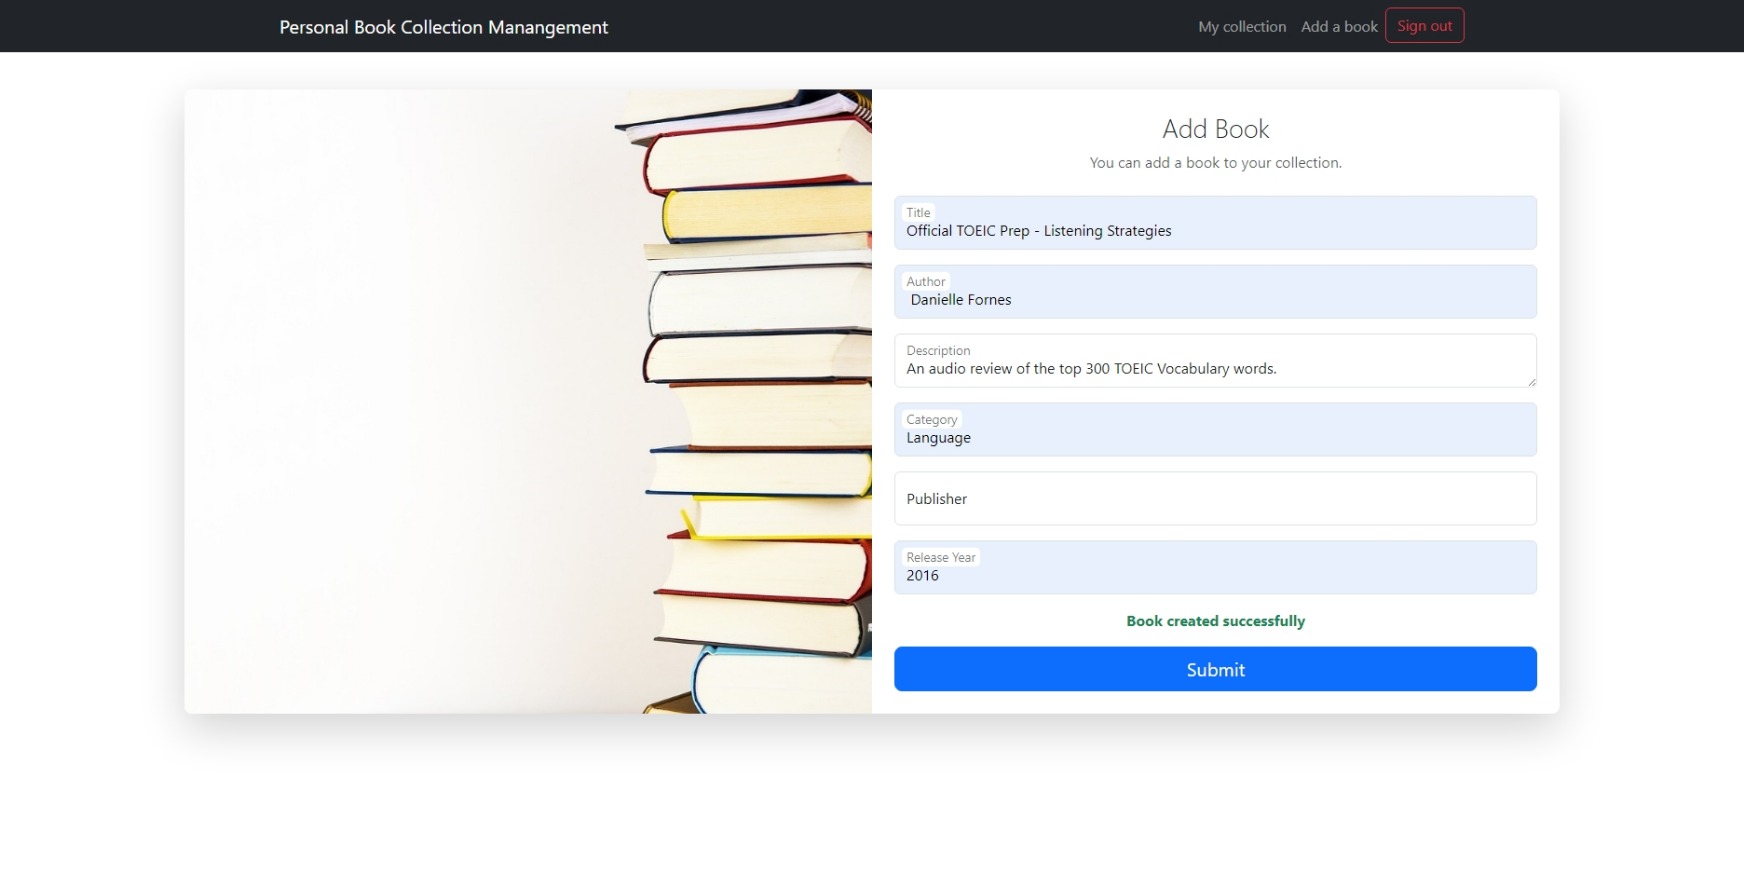 Personal Book Collection Manangement
My collection Add a book Sign out
Add Book
You can add a book to your collection.
Title
Official TOEIC Prep - Listening Strategies
Author
Danielle Fornes
Description
An audio review of the top 300 TOEIC Vocabulary words.
Category
Language
Publisher
Release Year
2016
Book created successfully
Submit